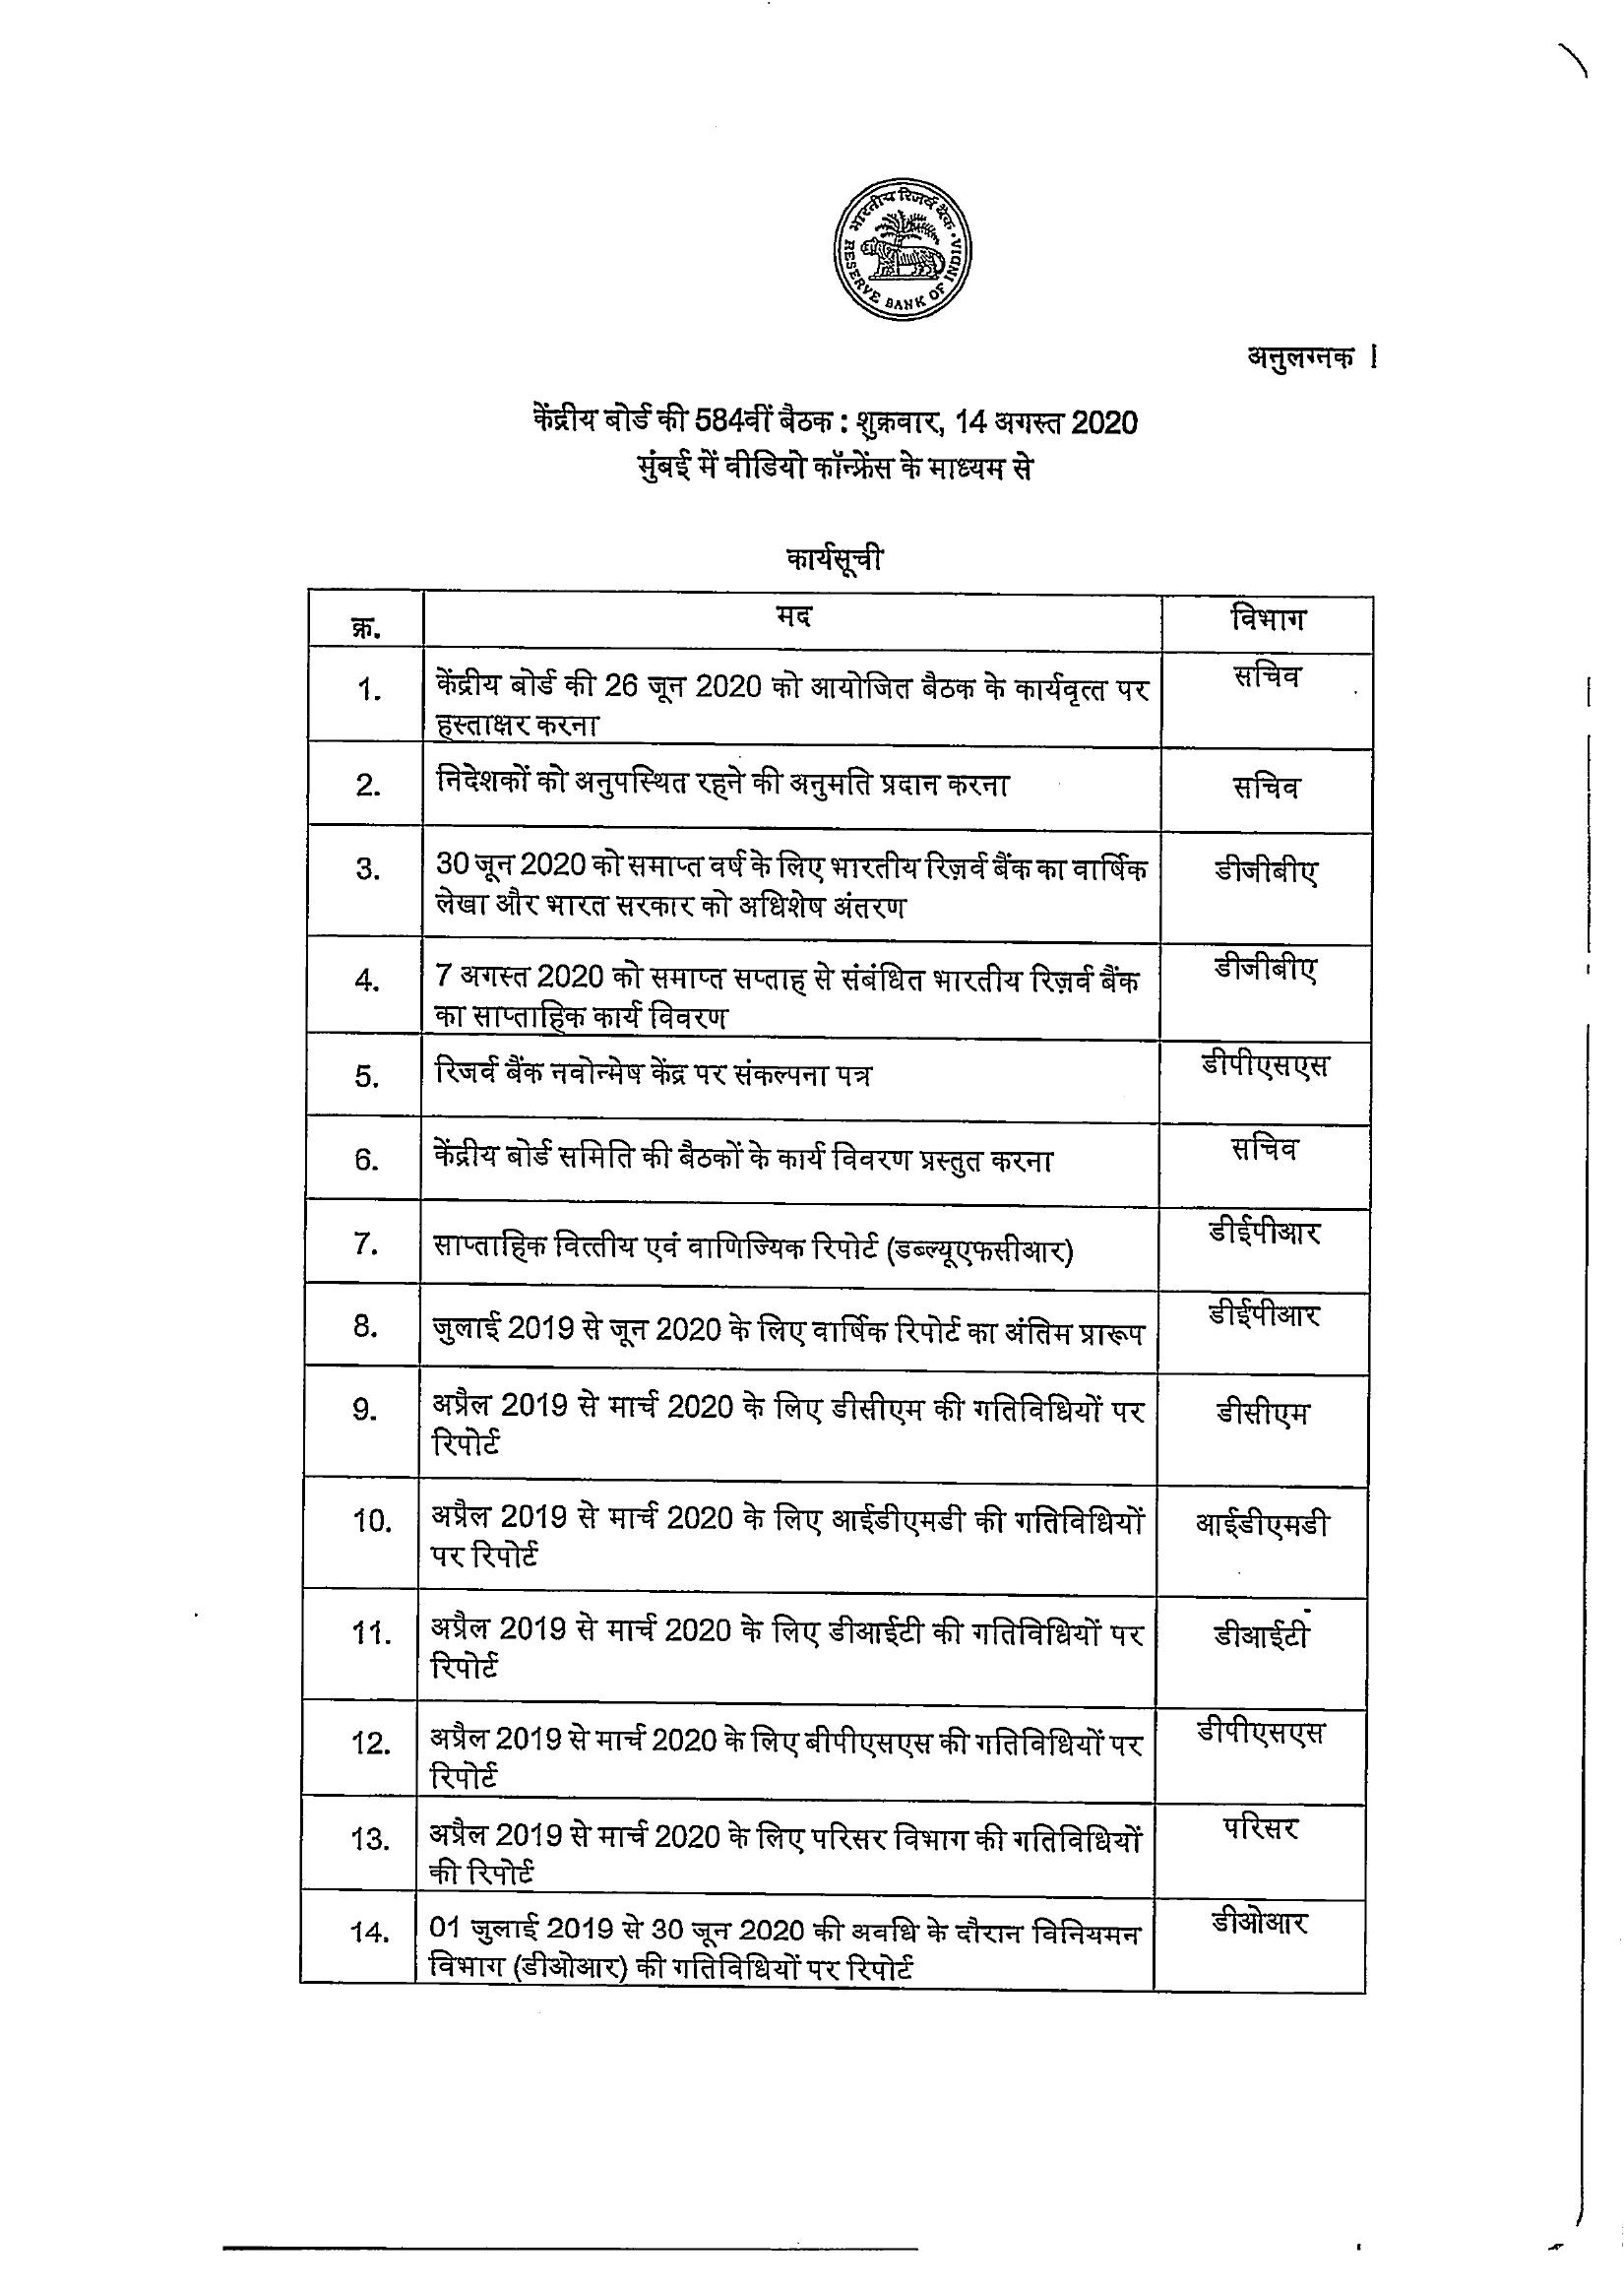 भारतीय रिज़र्व बैंक
RESERVE BANK OF INDIA
अनुलग्नक I
केंद्रीय बोर्ड की 584वीं बैठक : शुक्रवार, 14 अगस्त 2020
मुंबई में वीडियो कॉन्फ्रेंस के माध्यम से
कार्यसूची
क्र. मद विभाग
1. केंद्रीय बोर्ड की 26 जून 2020 को आयोजित बैठक के कार्यवृत्त पर सचिव
हस्ताक्षर करना
2. निदेशकों को अनुपस्थित रहने की अनुमति प्रदान करना सचिव
3. 30 जून 2020 को समाप्त वर्ष के लिए भारतीय रिज़र्व बैंक का वार्षिक डीजीबीए
लेखा और भारत सरकार को अधिशेष अंतरण
4. 7 अगस्त 2020 को समाप्त सप्ताह से संबंधित भारतीय रिज़र्व बैंक डीजीबीए
का साप्ताहिक कार्य विवरण
5. रिजर्व बैंक नवोन्मेष केंद्र पर संकल्पना पत्र डीपीएसएस
6. केंद्रीय बोर्ड समिति की बैठकों के कार्य विवरण प्रस्तुत करना सचिव
7. साप्ताहिक वित्तीय एवं वाणिज्यिक रिपोर्ट (डब्ल्यूएफसीआर) डीईपीआर
8. जुलाई 2019 से जून 2020 के लिए वार्षिक रिपोर्ट का अंतिम प्रारूप डीईपीआर
9. अप्रैल 2019 से मार्च 2020 के लिए डीसीएम की गतिविधियों पर डीसीएम
रिपोर्ट
10. अप्रैल 2019 से मार्च 2020 के लिए आईडीएमडी की गतिविधियों आईडीएमडी
पर रिपोर्ट
11. अप्रैल 2019 से मार्च 2020 के लिए डीआईटी की गतिविधियों पर डीआईटी
रिपोर्ट
12. अप्रैल 2019 से मार्च 2020 के लिए बीपीएसएस की गतिविधियों पर डीपीएसएस
रिपोर्ट
13. अप्रैल 2019 से मार्च 2020 के लिए परिसर विभाग की गतिविधियों परिसर
की रिपोर्ट
14. 01 जुलाई 2019 से 30 जून 2020 की अवधि के दौरान विनियमन डीओआर
विभाग (डीओआर) की गतिविधियों पर रिपोर्ट